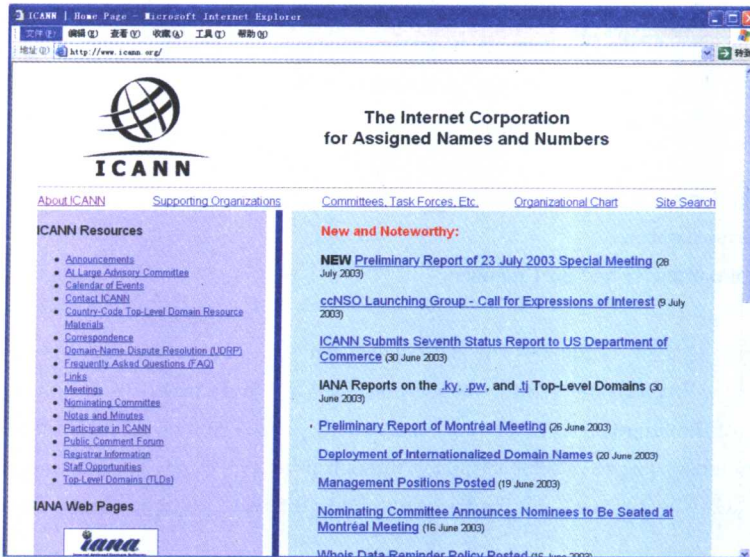 ICANN | Home Page - Microsoft Internet Explorer
文件(F) 编辑(E) 查看(V) 收藏(A) 工具(T) 帮助(H)
地址(D) http://www.icann.org/ 转到
ICANN
The Internet Corporation
for Assigned Names and Numbers
About ICANN Supporting Organizations Committees, Task Forces, Etc. Organizational Chart Site Search
ICANN Resources
Announcements
At Large Advisory Committee
Calendar of Events
Contact ICANN
Country-Code Top-Level Domain Resource
Materials
Correspondence
Domain-Name Dispute Resolution (UDRP)
Frequently Asked Questions (FAQ)
Links
Meetings
Nominating Committee
Notes and Minutes
Participate in ICANN
Public Comment Forum
Registrar Information
Staff Opportunities
Top-Level Domains (TLDs)
IANA Web Pages
iana
New and Noteworthy:
NEW Preliminary Report of 23 July 2003 Special Meeting (28
July 2003)
ccNSO Launching Group - Call for Expressions of Interest (9 July
2003)
ICANN Submits Seventh Status Report to US Department of
Commerce (30 June 2003)
IANA Reports on the .ky, .pw, and .tj Top-Level Domains (30
June 2003)
Preliminary Report of Montréal Meeting (26 June 2003)
Deployment of Internationalized Domain Names (20 June 2003)
Management Positions Posted (19 June 2003)
Nominating Committee Announces Nominees to Be Seated at
Montréal Meeting (16 June 2003)
Whois Data Reminder Policy Posted (16 June 2003)